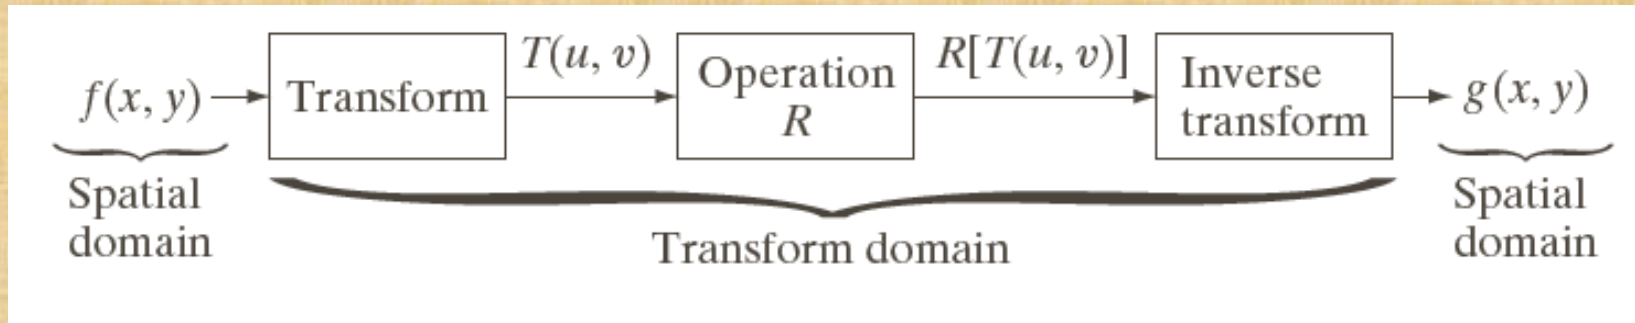 f(x, y)
Transform
T(u, v)
Operation
R
R[T(u, v)]
Inverse
transform
g(x, y)
Spatial
domain
Transform domain
Spatial
domain